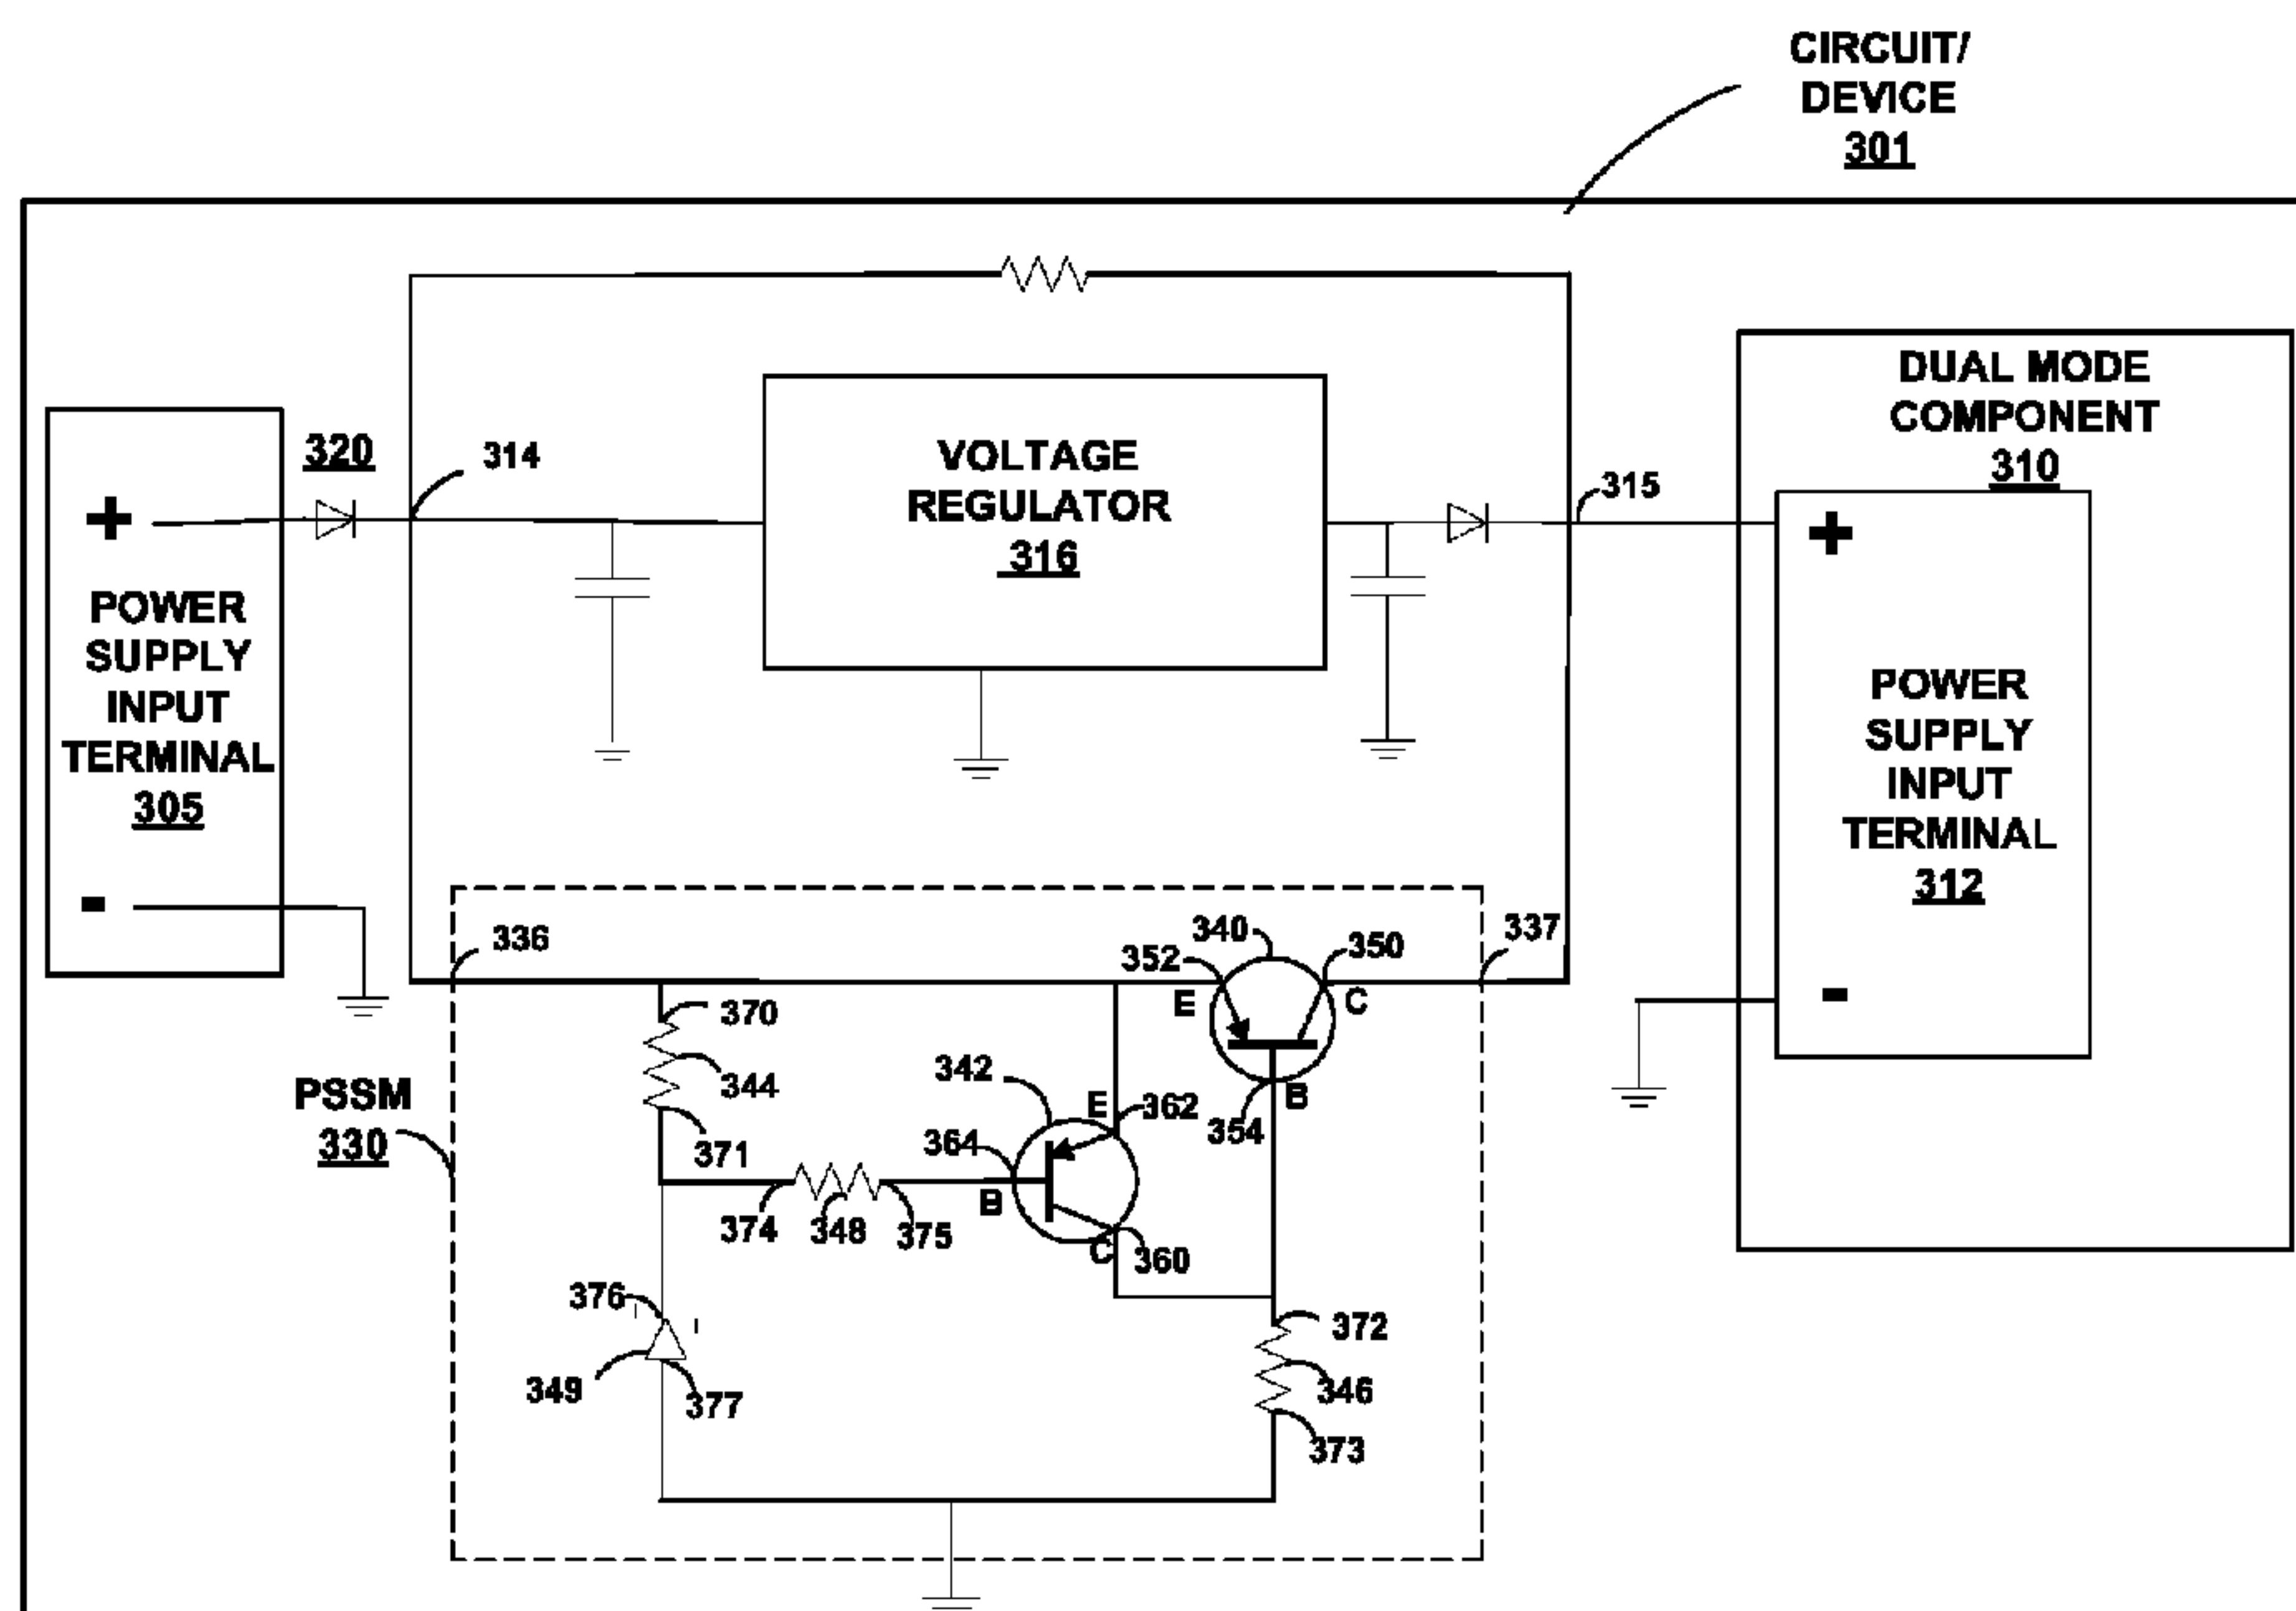 CIRCUIT/
DEVICE
301
320
314
VOLTAGE
REGULATOR
316
315
DUAL MODE
COMPONENT
310
+
POWER
SUPPLY
INPUT
TERMINAL
305
-
+
POWER
SUPPLY
INPUT
TERMINAL
312
-
336
352
340
350
337
E
C
B
354
370
344
371
PSSM
330
342
E
362
364
B
374
348
375
C
360
376
349
377
372
346
373